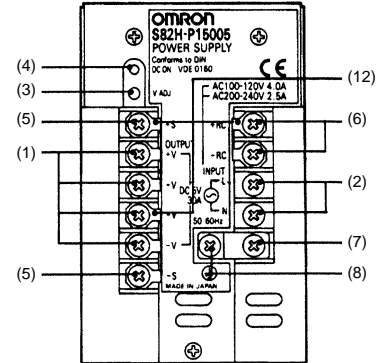 OMRON
S82H-P15005
POWER SUPPLY
Conforms to DIN
DC ON VDE 0160
CE
(4)
(3)
V ADJ
AC100-120V 4.0A
AC200-240V 2.5A
(12)
(5)
+S
+RC
(6)
(1)
OUTPUT
+V
-RC
INPUT
-V
DC 5V
30A
L
(2)
+V
N
50 60Hz
-V
(7)
(5)
-S
(8)
MADE IN JAPAN